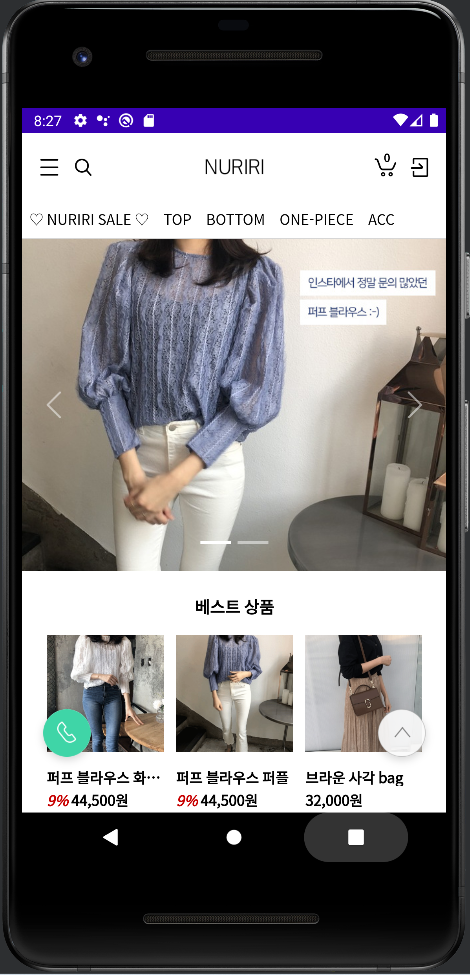 8:27
NURIRI
0
♡ NURIRI SALE ♡ TOP BOTTOM ONE-PIECE ACC
인스타에서 정말 문의 많았던
퍼프 블라우스 :-)
베스트 상품
퍼프 블라우스 화… 퍼프 블라우스 퍼플 브라운 사각 bag
9% 44,500원 9% 44,500원 32,000원